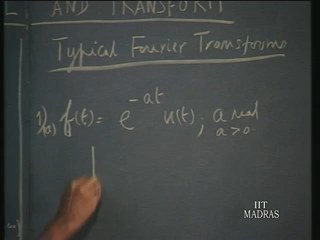 AND TRANSFORM
Typical Fourier Transforms
1) a) f(t) = e^{-at} u(t); a real
a>0
IIT
MADRAS